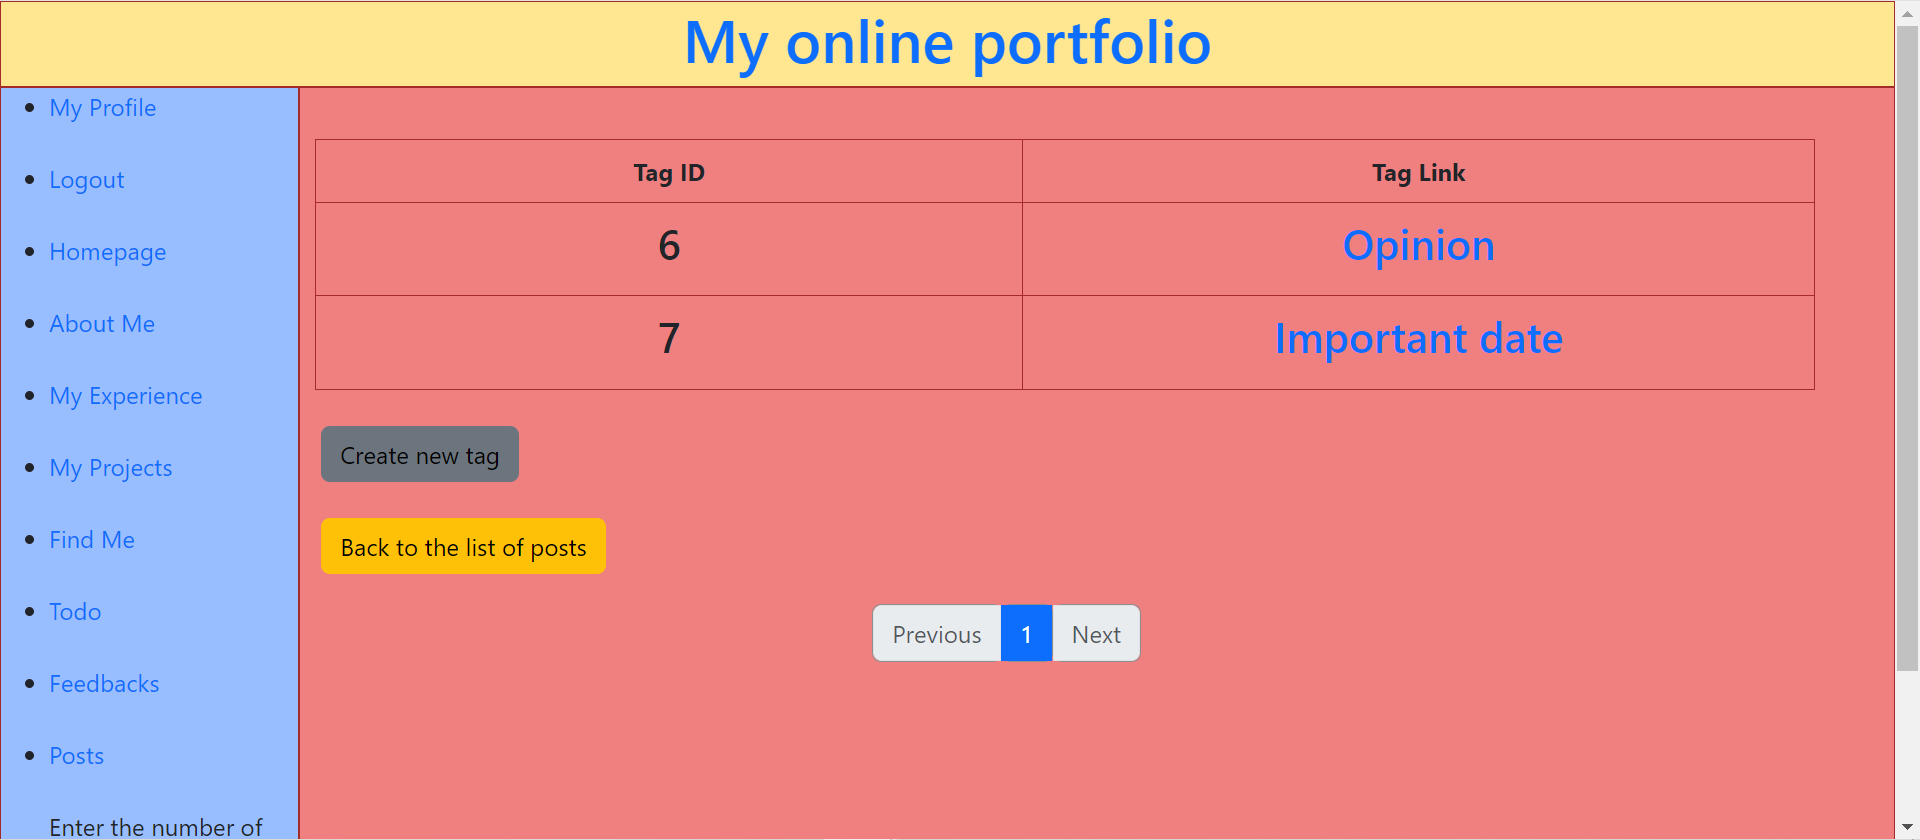 My online portfolio
My Profile
Logout
Homepage
About Me
My Experience
My Projects
Find Me
Todo
Feedbacks
Posts
Enter the number of
Tag ID Tag Link
6 Opinion
7 Important date
Create new tag
Back to the list of posts
Previous 1 Next